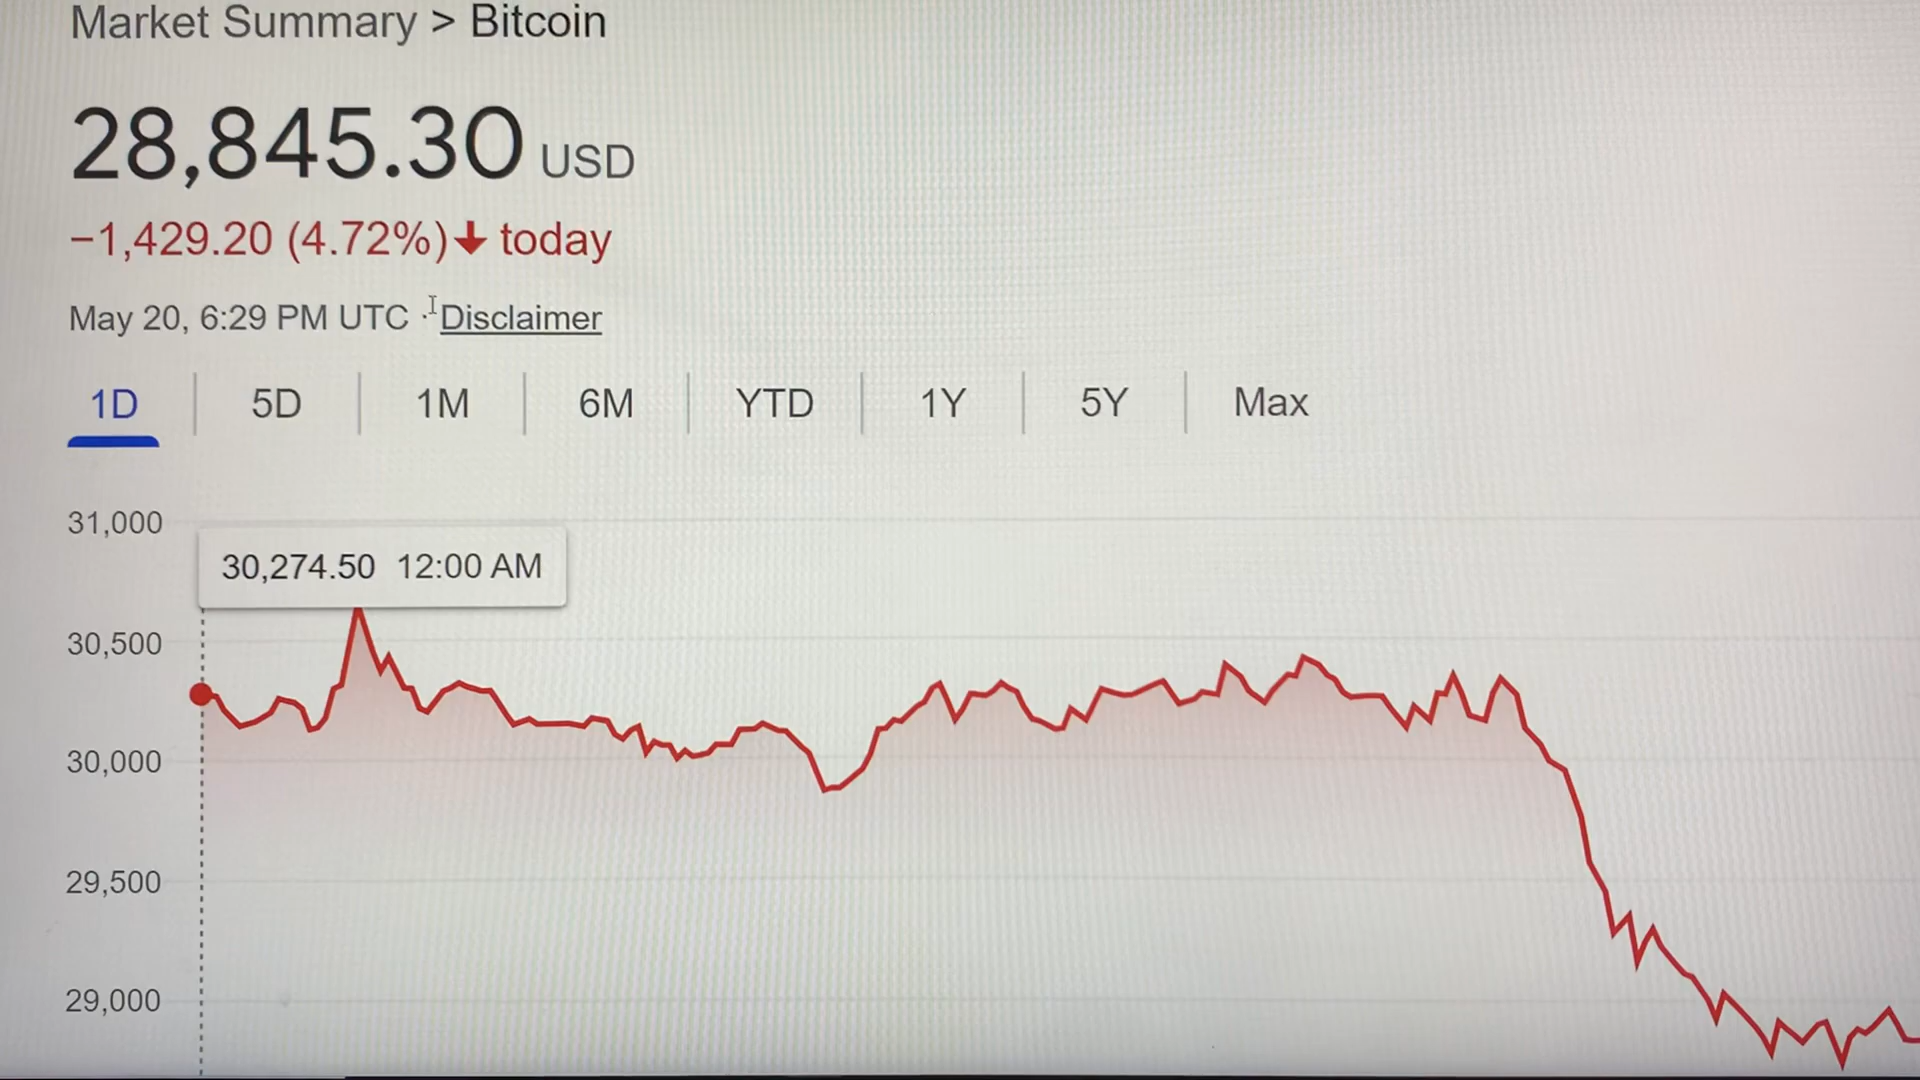 Market Summary > Bitcoin
28,845.30 USD
−1,429.20 (4.72%)↓ today
May 20, 6:29 PM UTC · Disclaimer
1D 5D 1M 6M YTD 1Y 5Y Max
31,000
30,274.50 12:00 AM
30,500
30,000
29,500
29,000